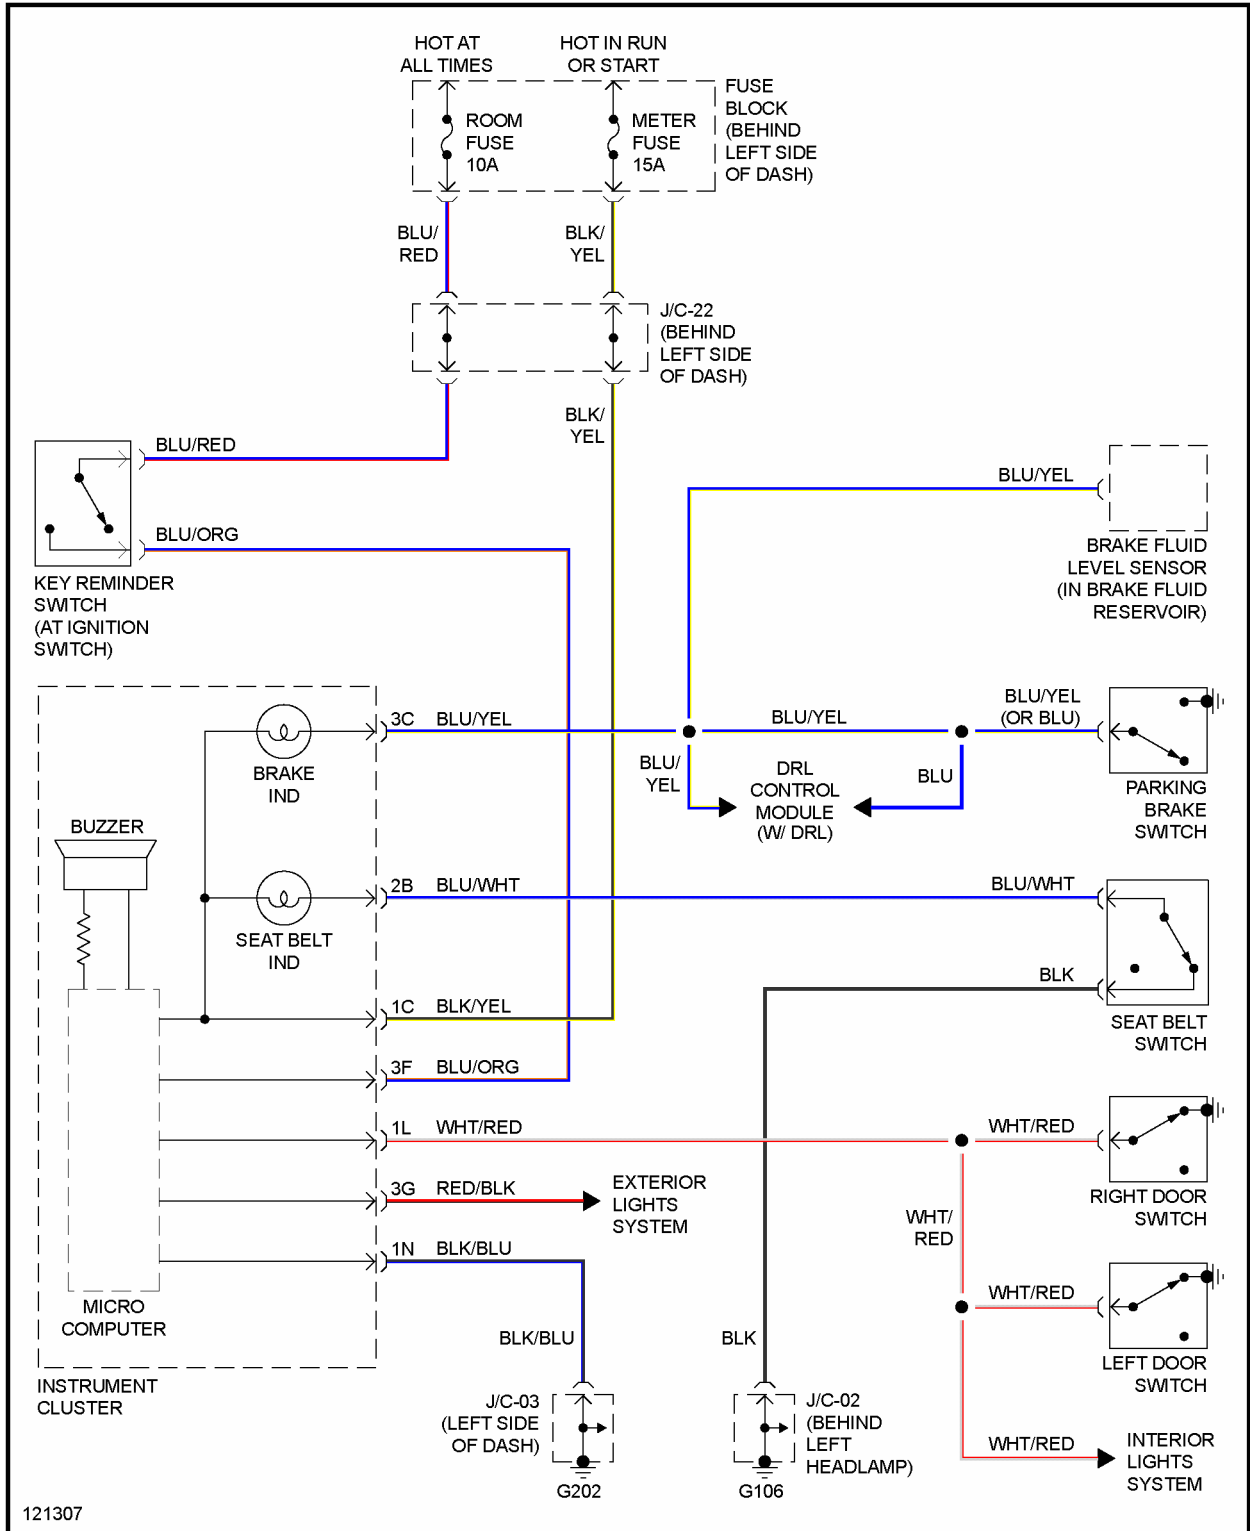 HOT AT
ALL TIMES
HOT IN RUN
OR START
ROOM
FUSE
10A
METER
FUSE
15A
FUSE
BLOCK
(BEHIND
LEFT SIDE
OF DASH)
BLU/
RED
BLK/
YEL
J/C-22
(BEHIND
LEFT SIDE
OF DASH)
BLK/
YEL
BLU/RED
BLU/ORG
KEY REMINDER
SWITCH
(AT IGNITION
SWITCH)
BLU/YEL
BRAKE FLUID
LEVEL SENSOR
(IN BRAKE FLUID
RESERVOIR)
3C BLU/YEL
BLU/YEL
BLU/YEL
(OR BLU)
BRAKE
IND
BLU/
YEL
DRL
CONTROL
MODULE
(W/ DRL)
BLU
PARKING
BRAKE
SWITCH
BUZZER
2B BLU/WHT
BLU/WHT
SEAT BELT
IND
BLK
SEAT BELT
SWITCH
1C BLK/YEL
3F BLU/ORG
1L WHT/RED
WHT/RED
RIGHT DOOR
SWITCH
3G RED/BLK
EXTERIOR
LIGHTS
SYSTEM
WHT/
RED
1N BLK/BLU
WHT/RED
LEFT DOOR
SWITCH
MICRO
COMPUTER
INSTRUMENT
CLUSTER
BLK/BLU
BLK
J/C-03
(LEFT SIDE
OF DASH)
G202
J/C-02
(BEHIND
LEFT
HEADLAMP)
G106
WHT/RED
INTERIOR
LIGHTS
SYSTEM
121307